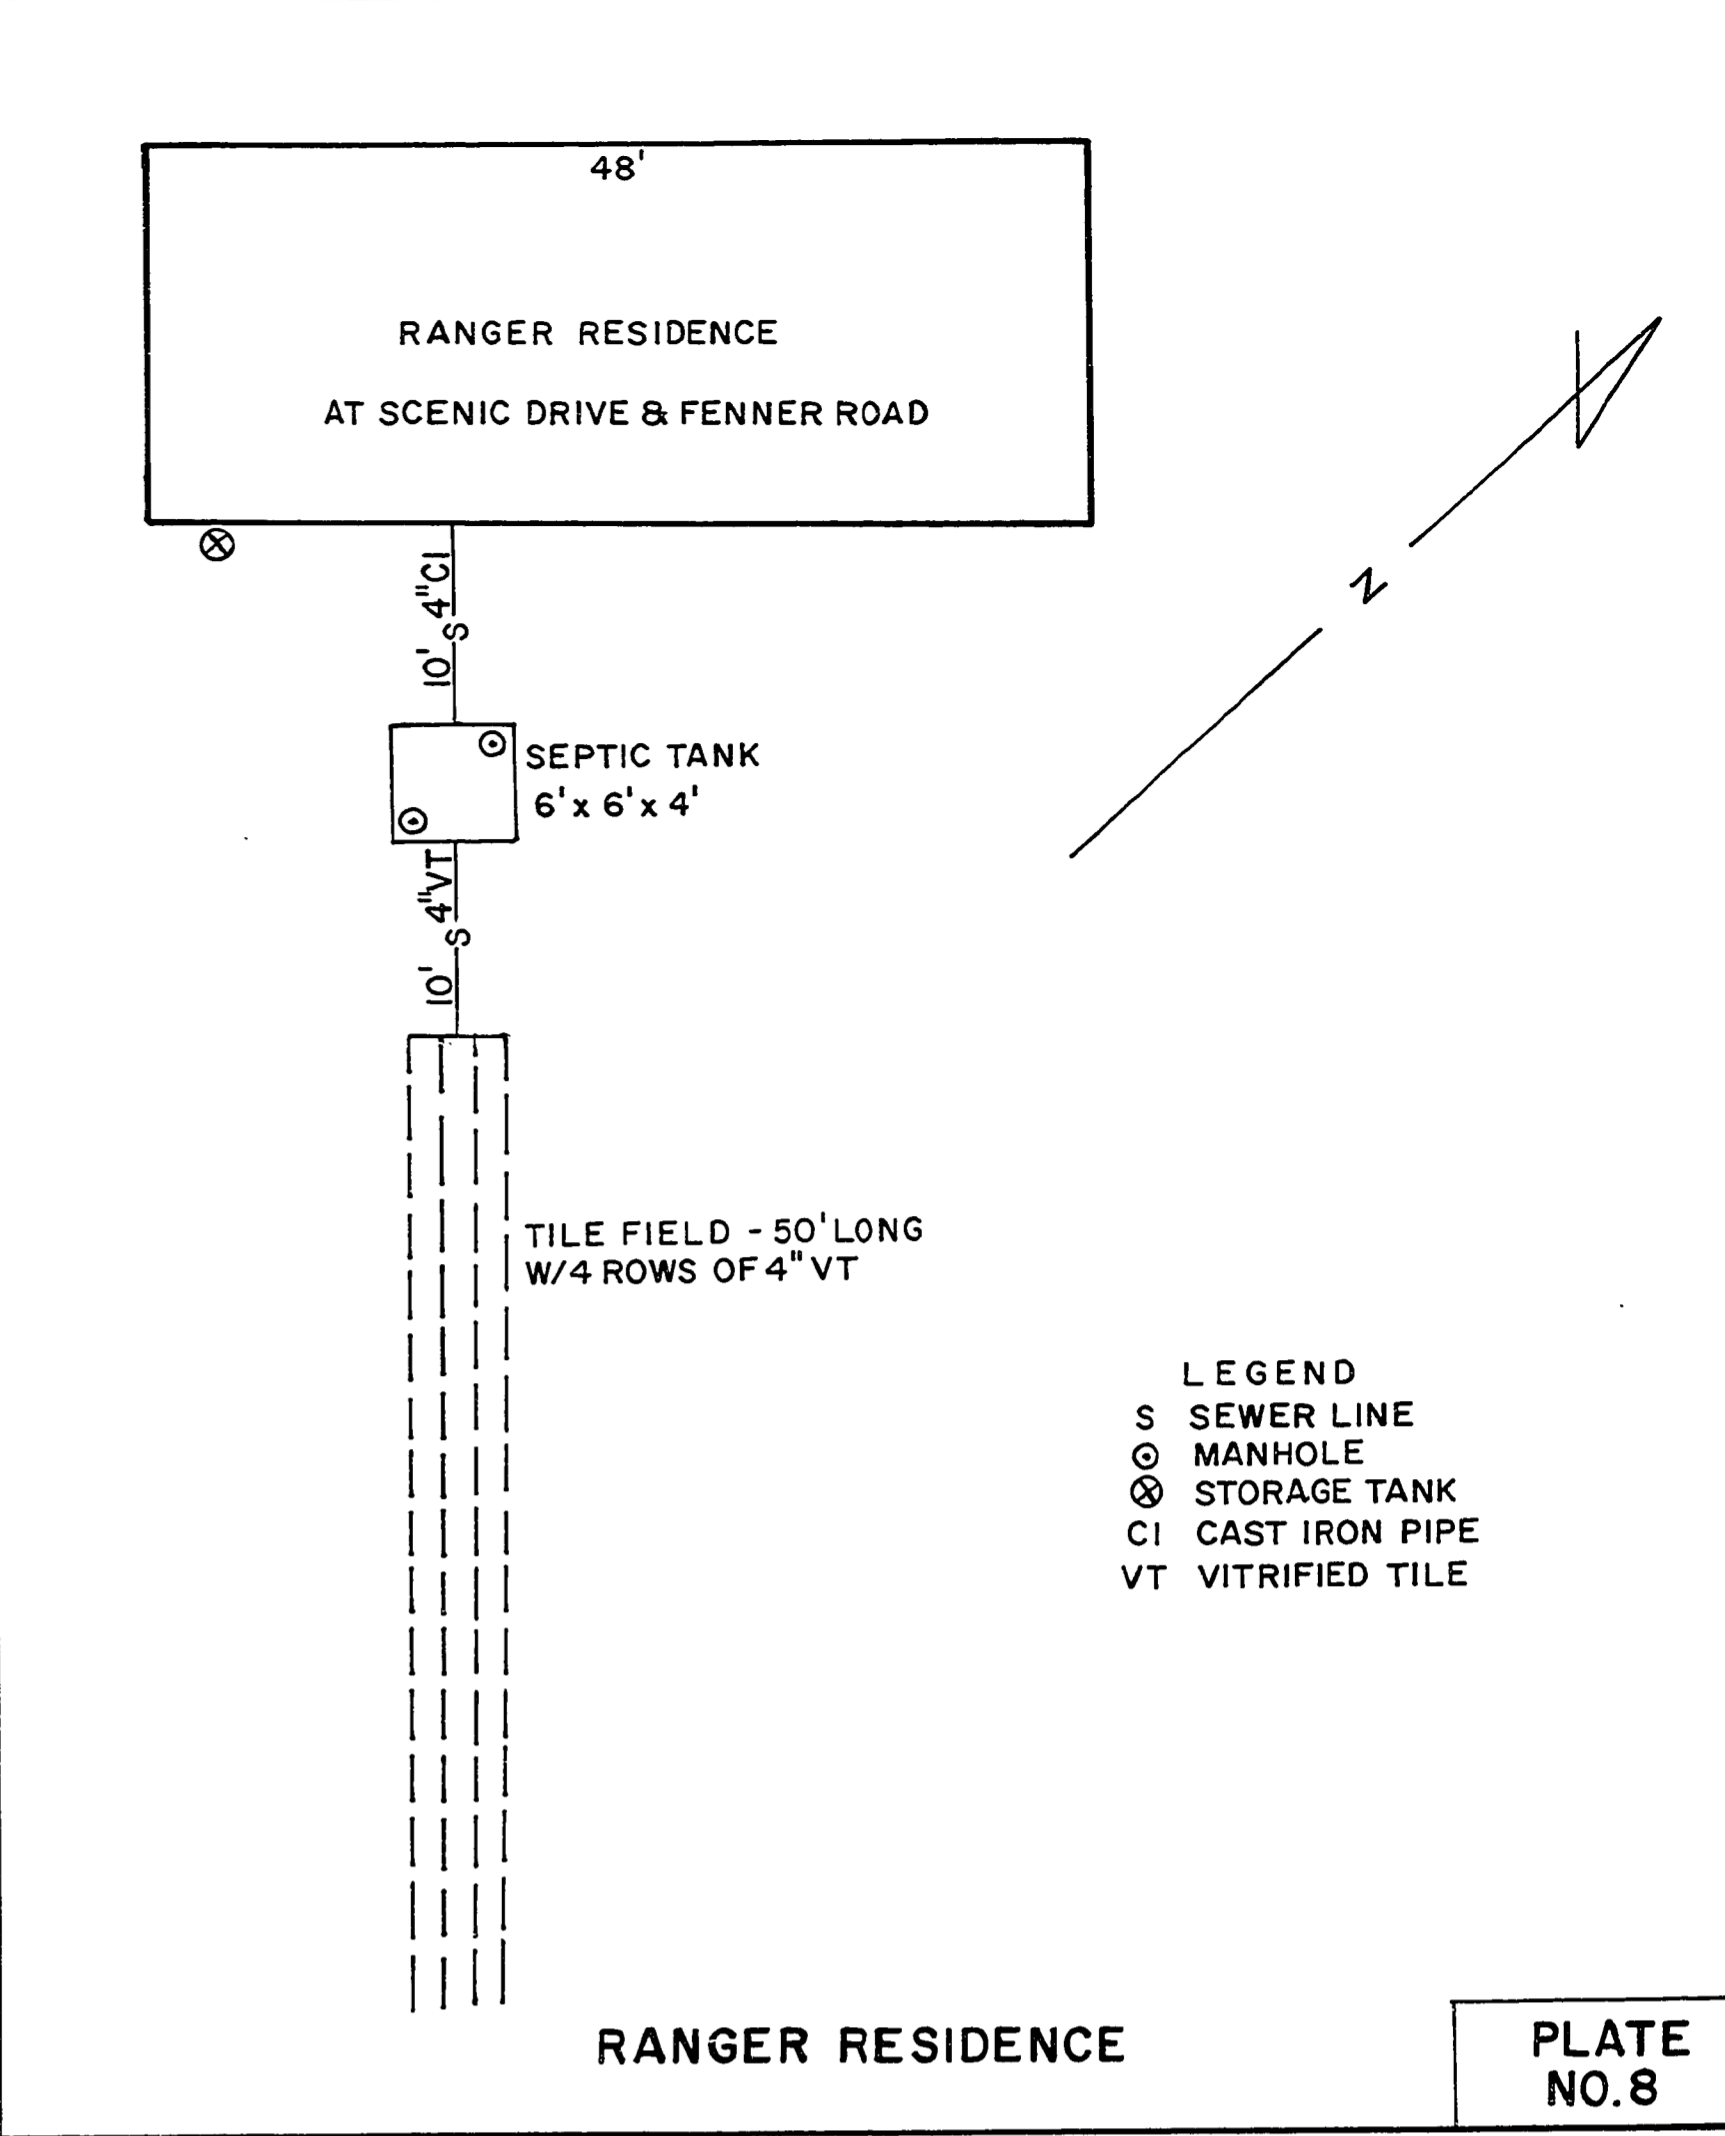 48'
RANGER RESIDENCE
AT SCENIC DRIVE & FENNER ROAD
10' S 4"CI
N
SEPTIC TANK
6'x 6'x 4'
10' S 4"VT
TILE FIELD - 50' LONG
W/4 ROWS OF 4" VT
LEGEND
S SEWER LINE
MANHOLE
STORAGE TANK
CI CAST IRON PIPE
VT VITRIFIED TILE
RANGER RESIDENCE
PLATE
NO.8